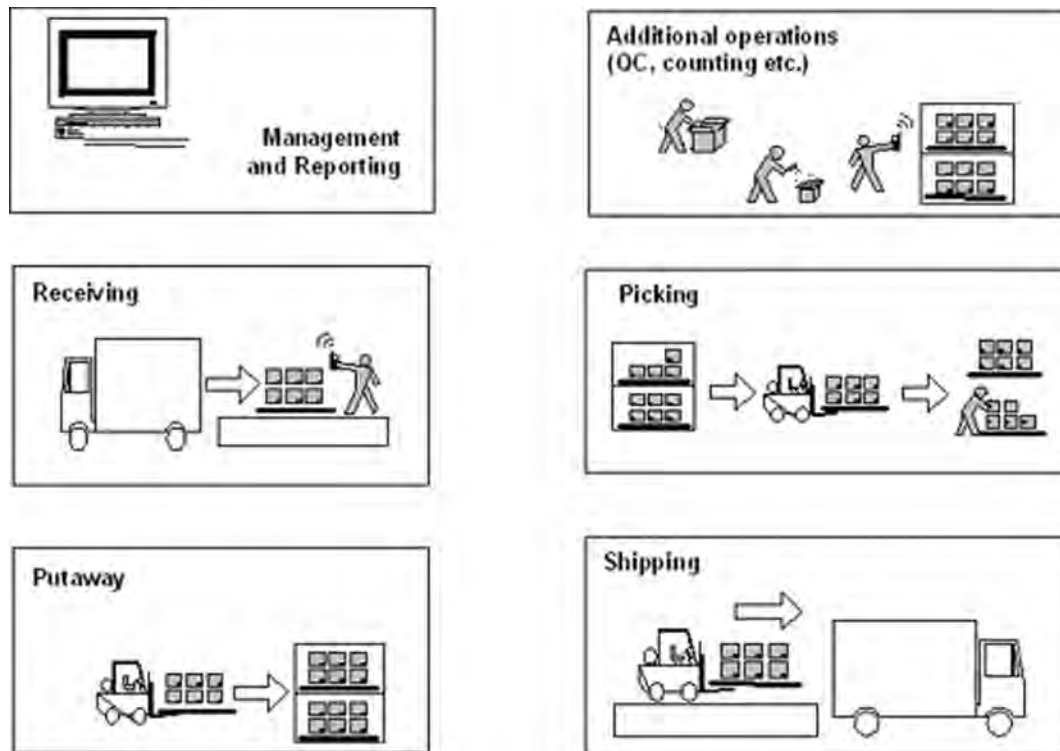 Management
and Reporting
Additional operations
(QC, counting etc.)
Receiving
Picking
Putaway
Shipping